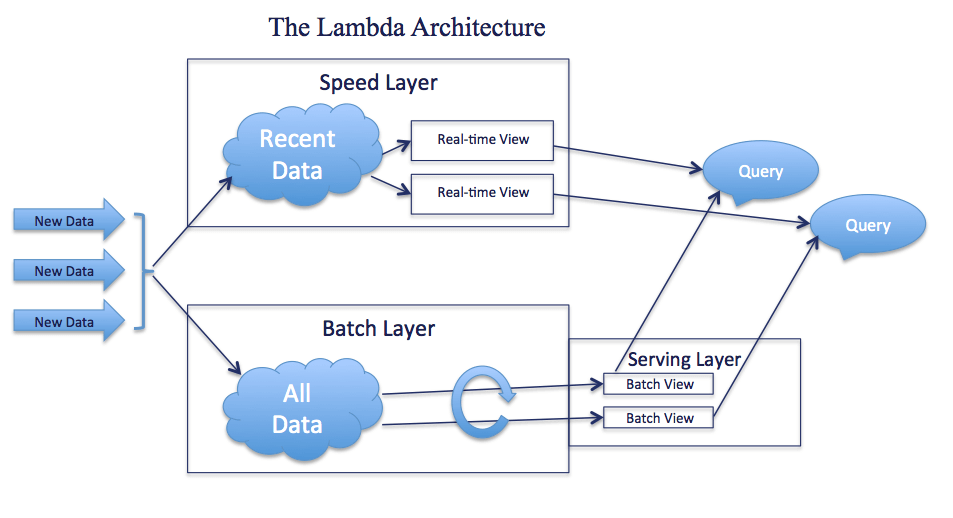 The Lambda Architecture
Speed Layer
Recent
Data
Real-time View
Real-time View
Query
Query
New Data
New Data
New Data
Batch Layer
All
Data
Serving Layer
Batch View
Batch View